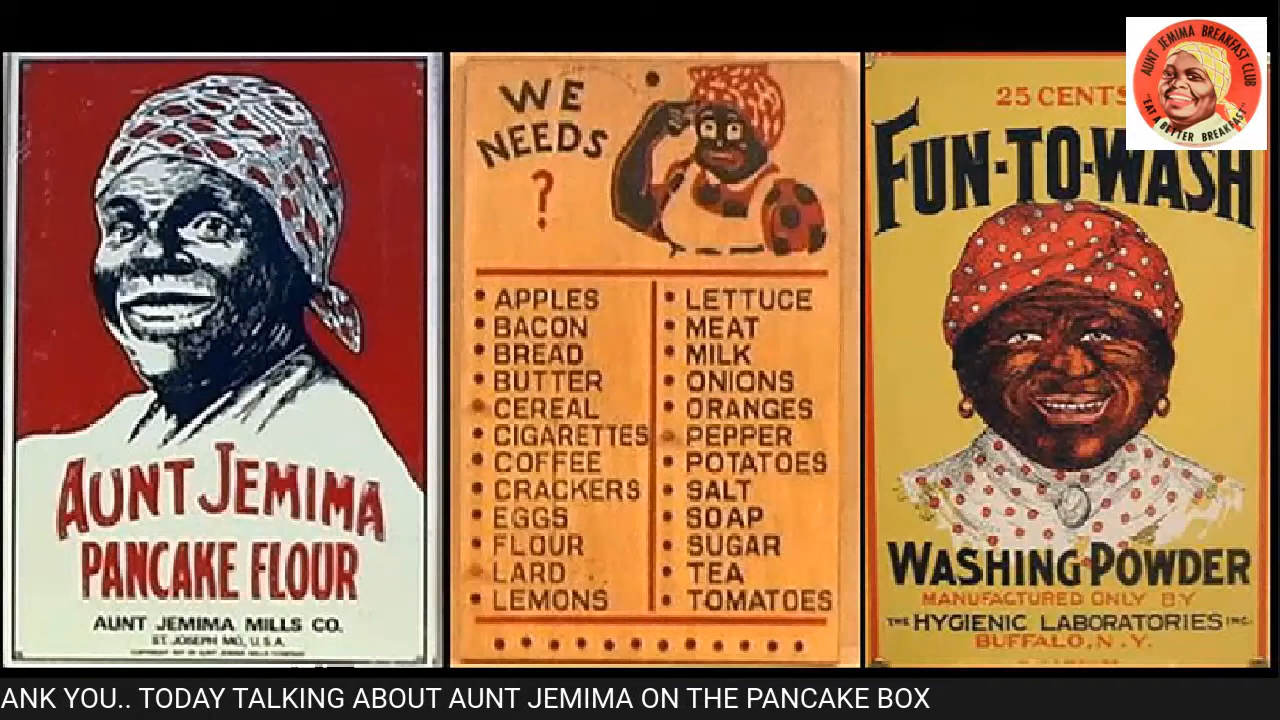 AUNT JEMIMA
PANCAKE FLOUR
AUNT JEMIMA MILLS CO.
ST. JOSEPH MO., U.S.A.
WE
NEEDS
?
APPLES
BACON
BREAD
BUTTER
CEREAL
CIGARETTES
COFFEE
CRACKERS
EGGS
FLOUR
LARD
LEMONS
LETTUCE
MEAT
MILK
ONIONS
ORANGES
PEPPER
POTATOES
SALT
SOAP
SUGAR
TEA
TOMATOES
25 CENTS
FUN-TO-WASH
WASHING POWDER
MANUFACTURED ONLY BY
THE HYGIENIC LABORATORIES INC.
BUFFALO, N.Y.
AUNT JEMIMA BREAKFAST CLUB
"EAT A BETTER BREAKFAST"
ANK YOU.. TODAY TALKING ABOUT AUNT JEMIMA ON THE PANCAKE BOX